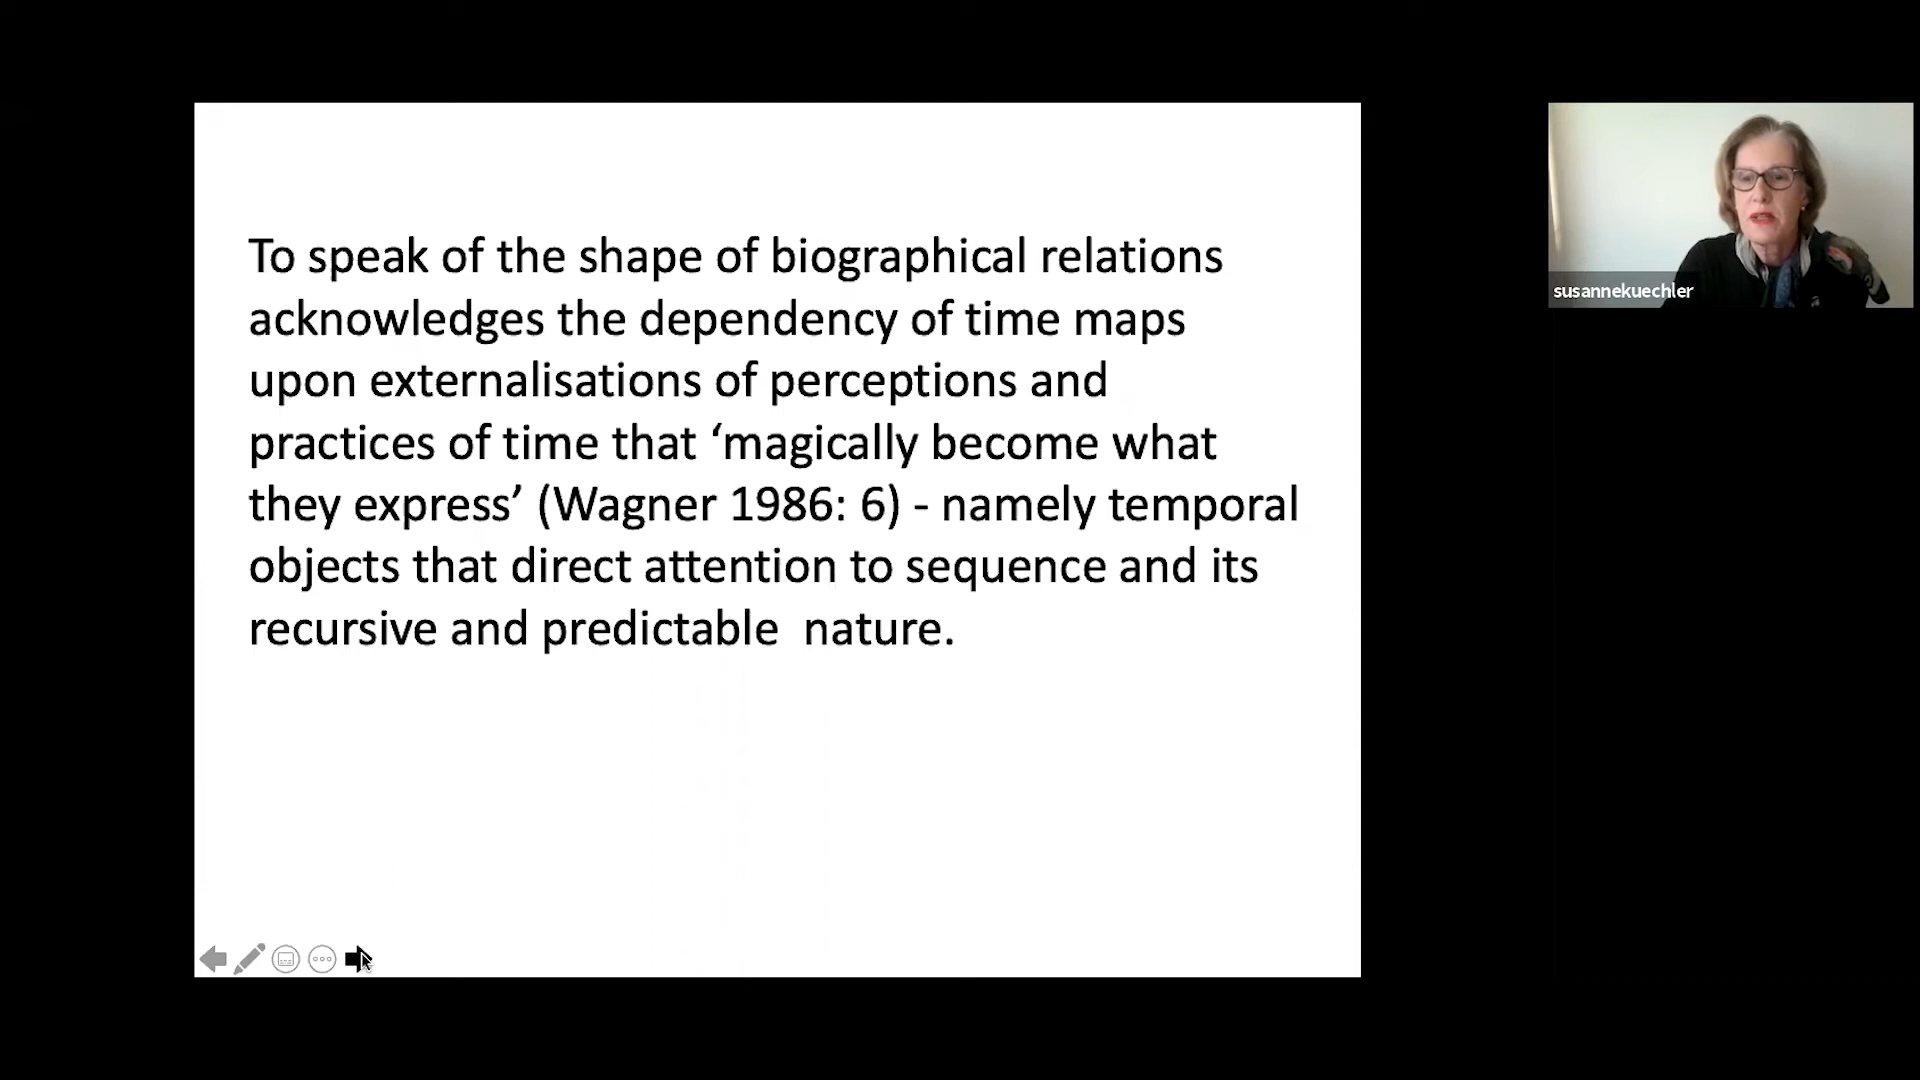 To speak of the shape of biographical relations
acknowledges the dependency of time maps
upon externalisations of perceptions and
practices of time that ‘magically become what
they express’ (Wagner 1986: 6) - namely temporal
objects that direct attention to sequence and its
recursive and predictable  nature.
susannekuechler